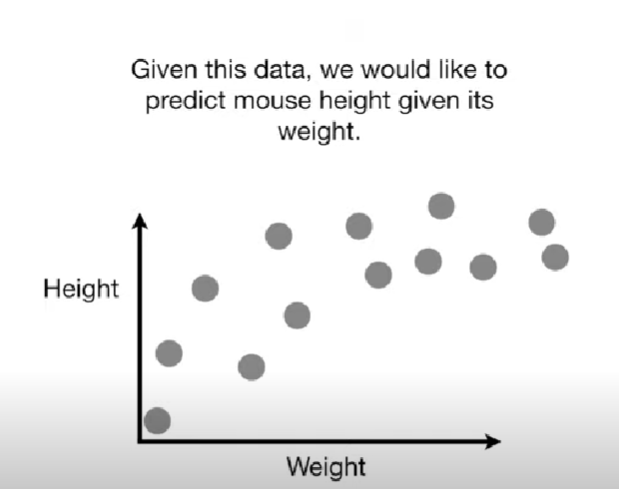 Given this data, we would like to
predict mouse height given its
weight.
Height
Weight